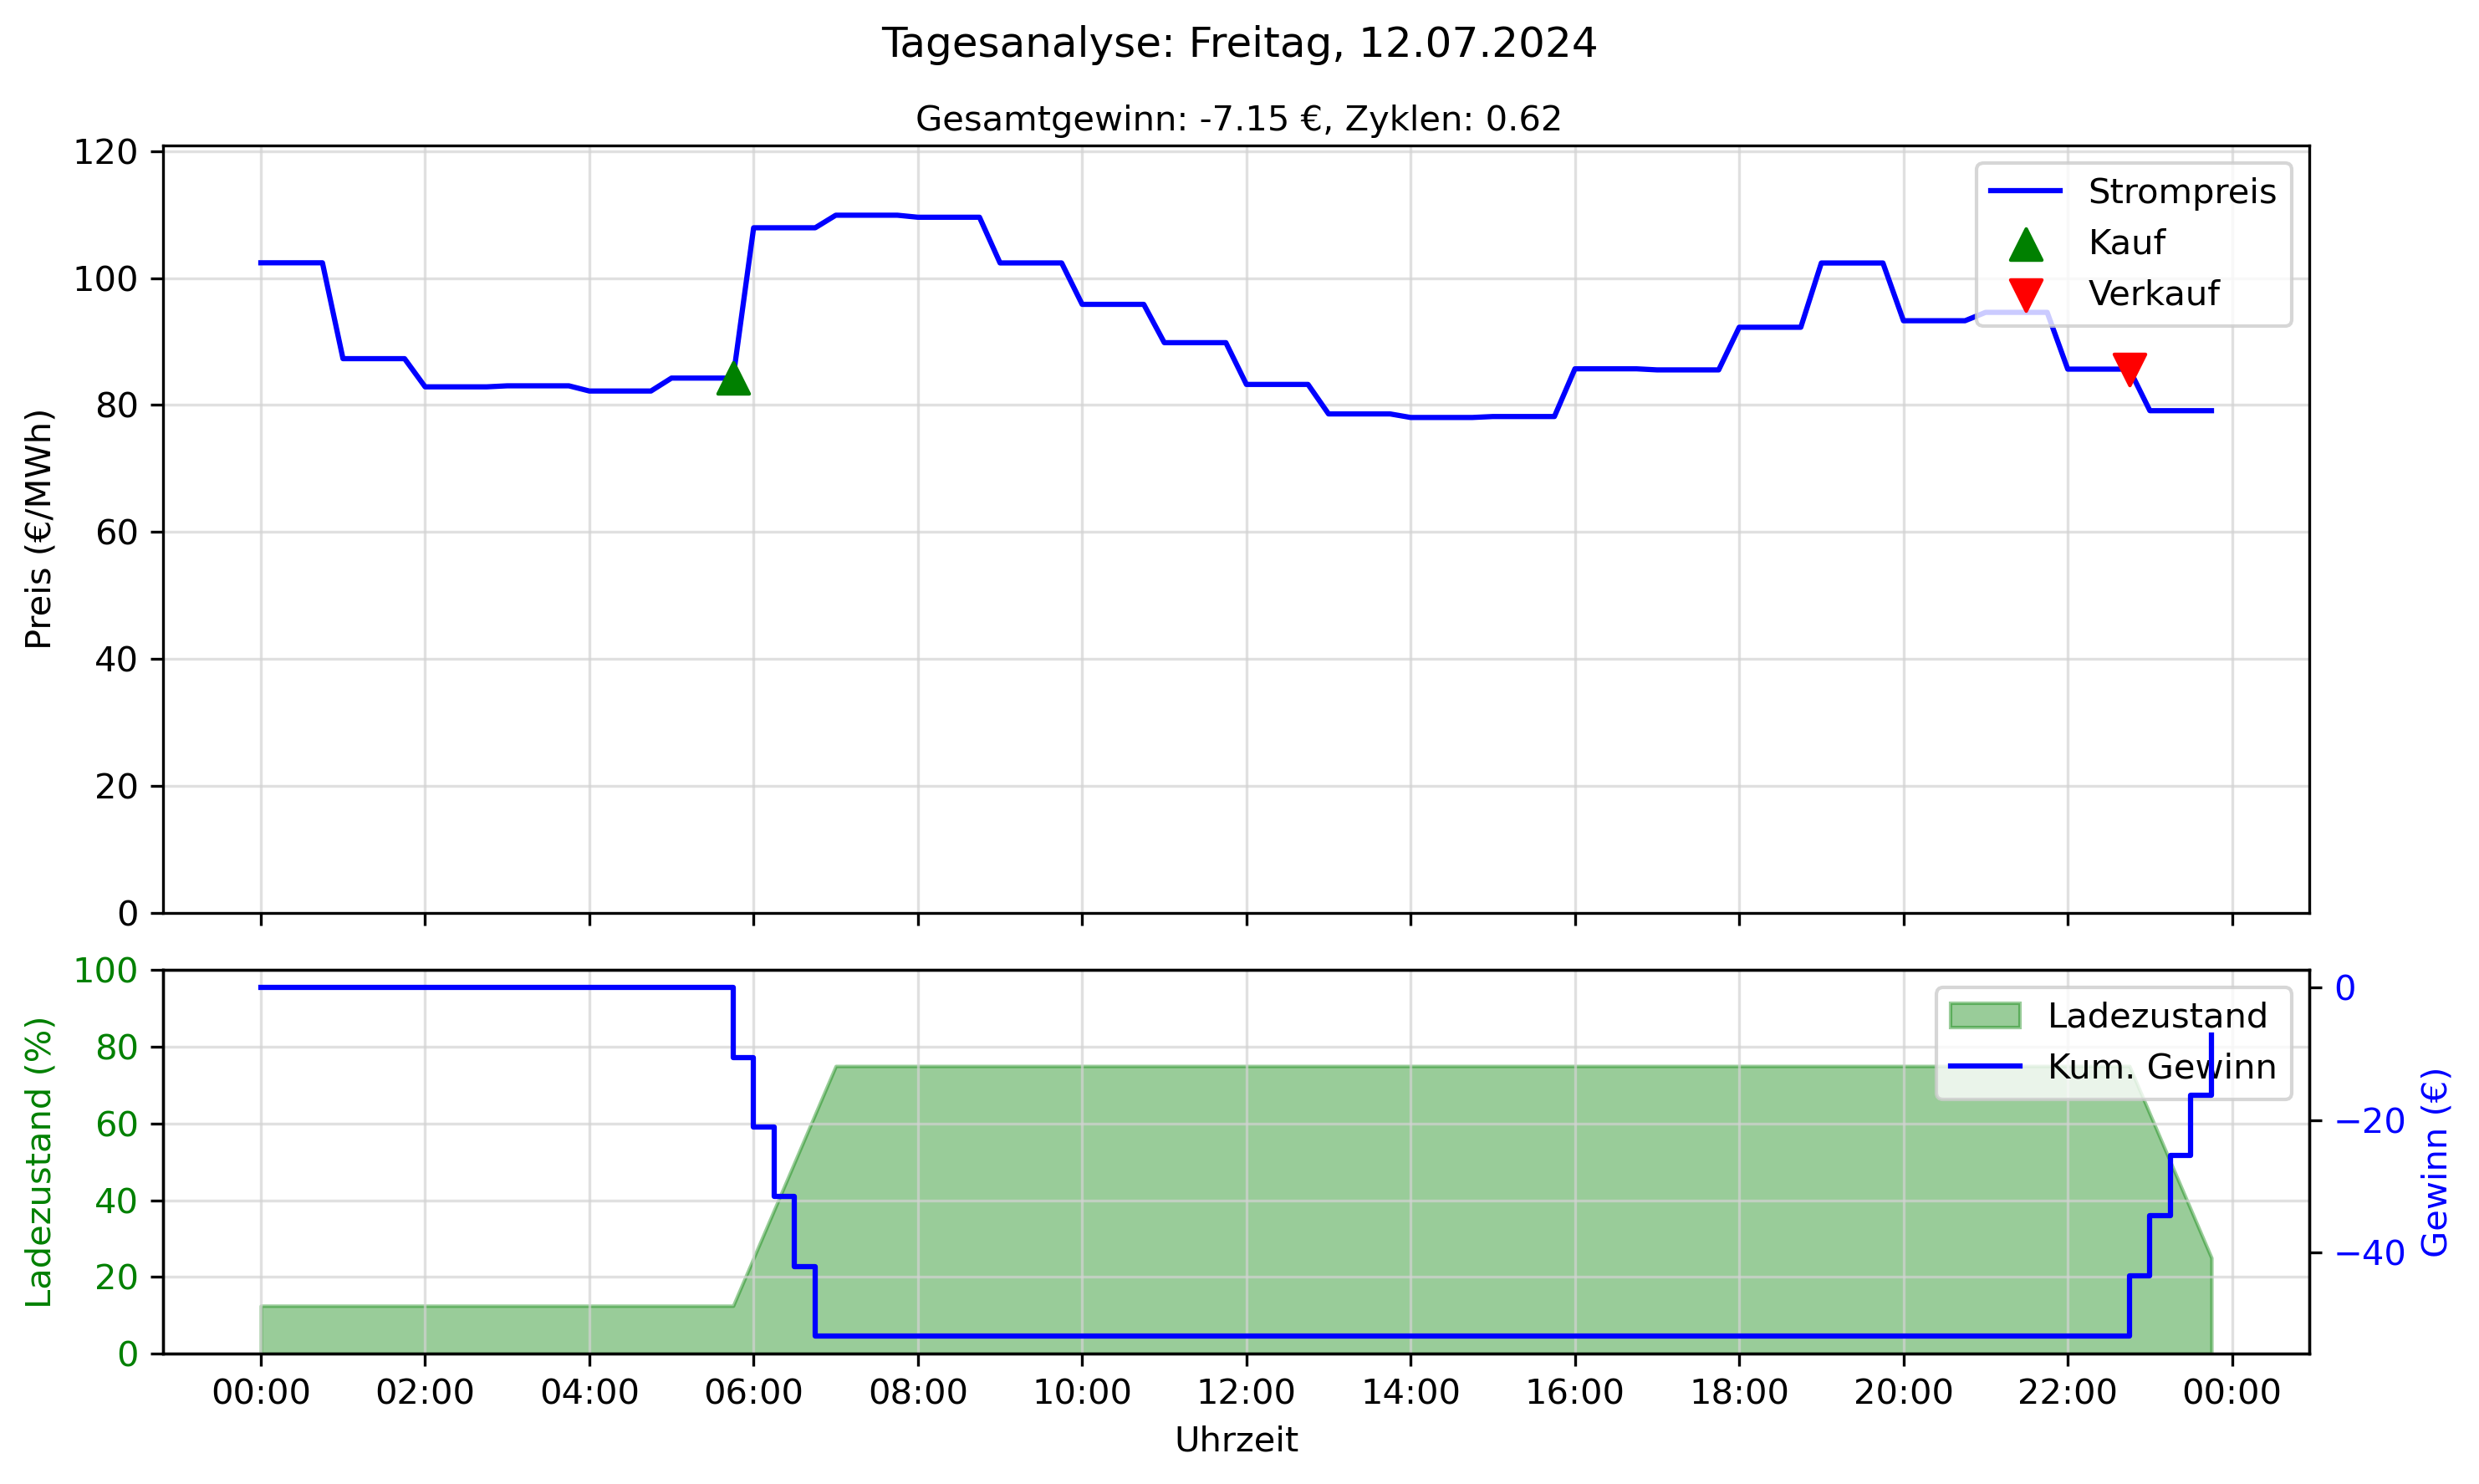 Tagesanalyse: Freitag, 12.07.2024
Gesamtgewinn: -7.15 €, Zyklen: 0.62
Preis (€/MWh)
120
100
80
60
40
20
0
Strompreis
Kauf
Verkauf
Ladezustand (%)
100
80
60
40
20
0
Ladezustand
Kum. Gewinn
0
−20
−40
Gewinn (€)
00:00 02:00 04:00 06:00 08:00 10:00 12:00 14:00 16:00 18:00 20:00 22:00 00:00
Uhrzeit